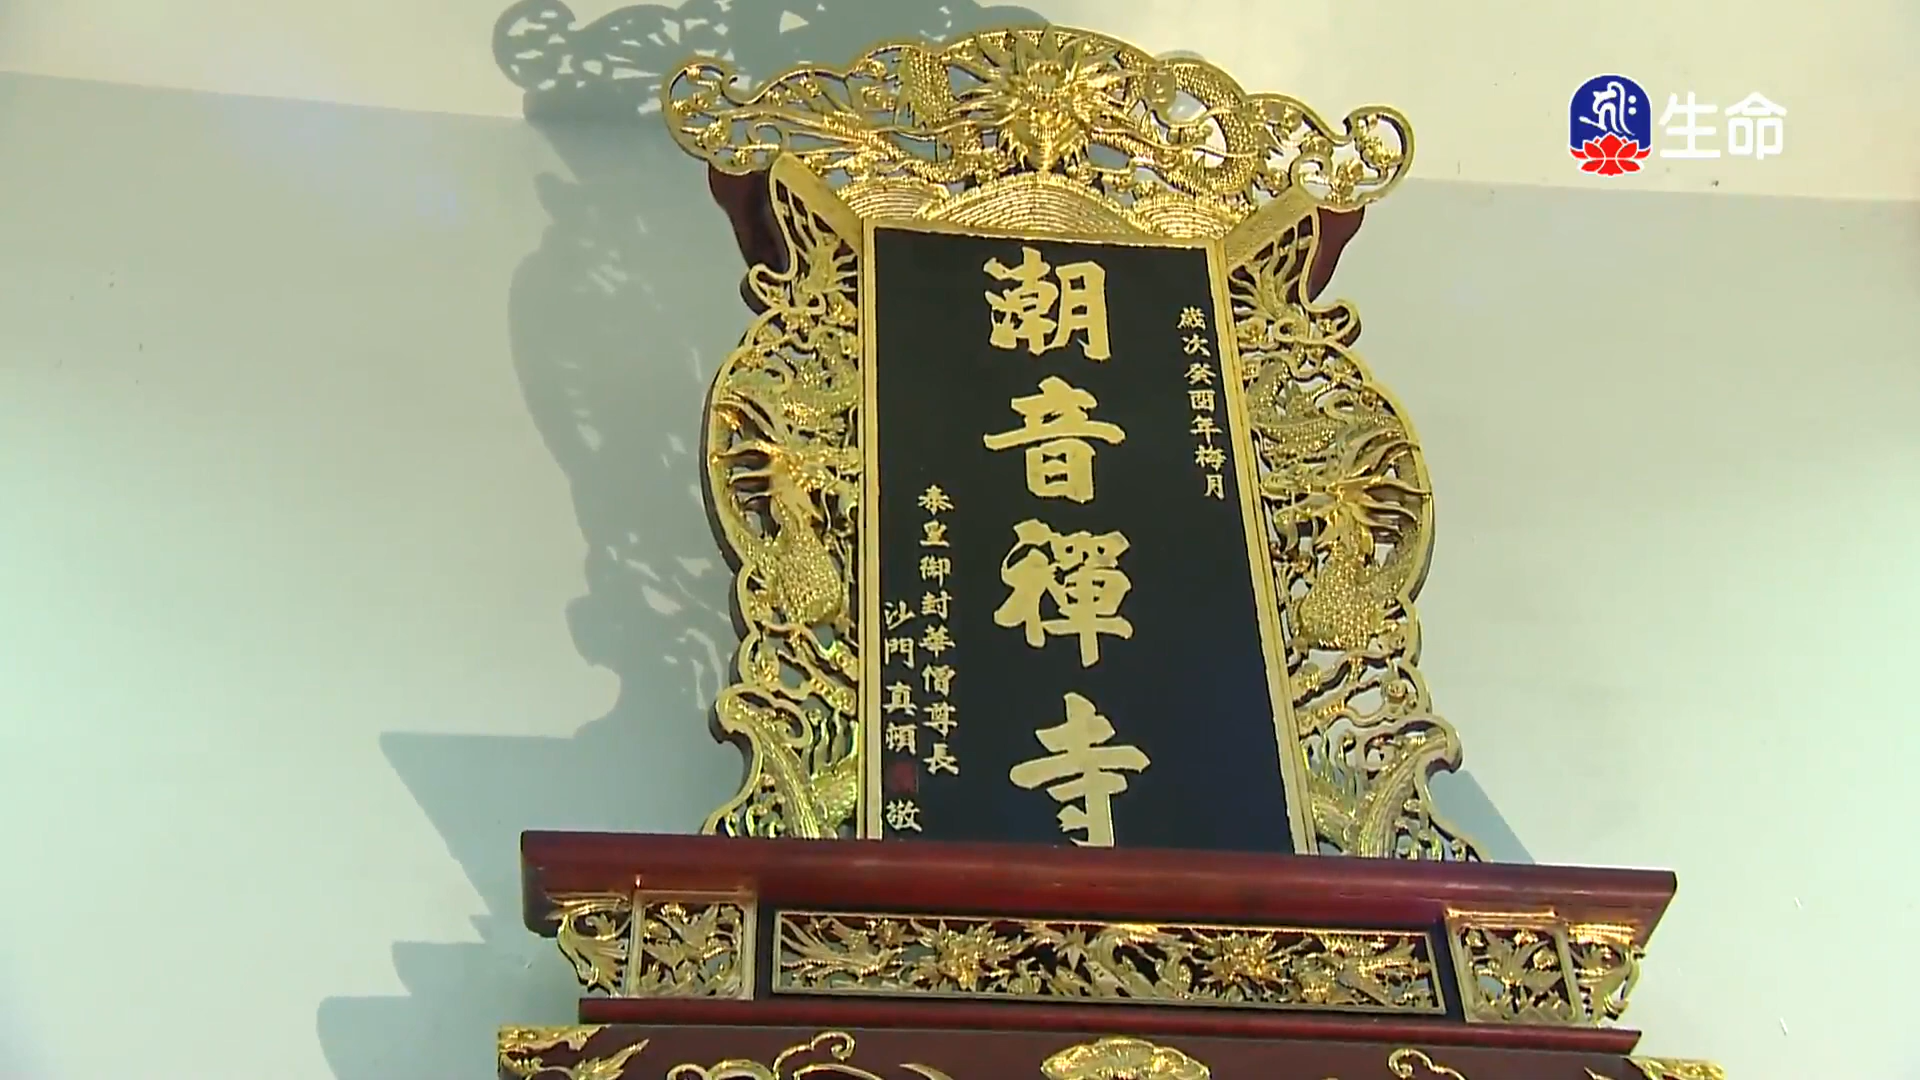 歲次癸酉年梅月
潮音禪寺
泰皇御封華僧尊長
沙門真頓
敬
生命